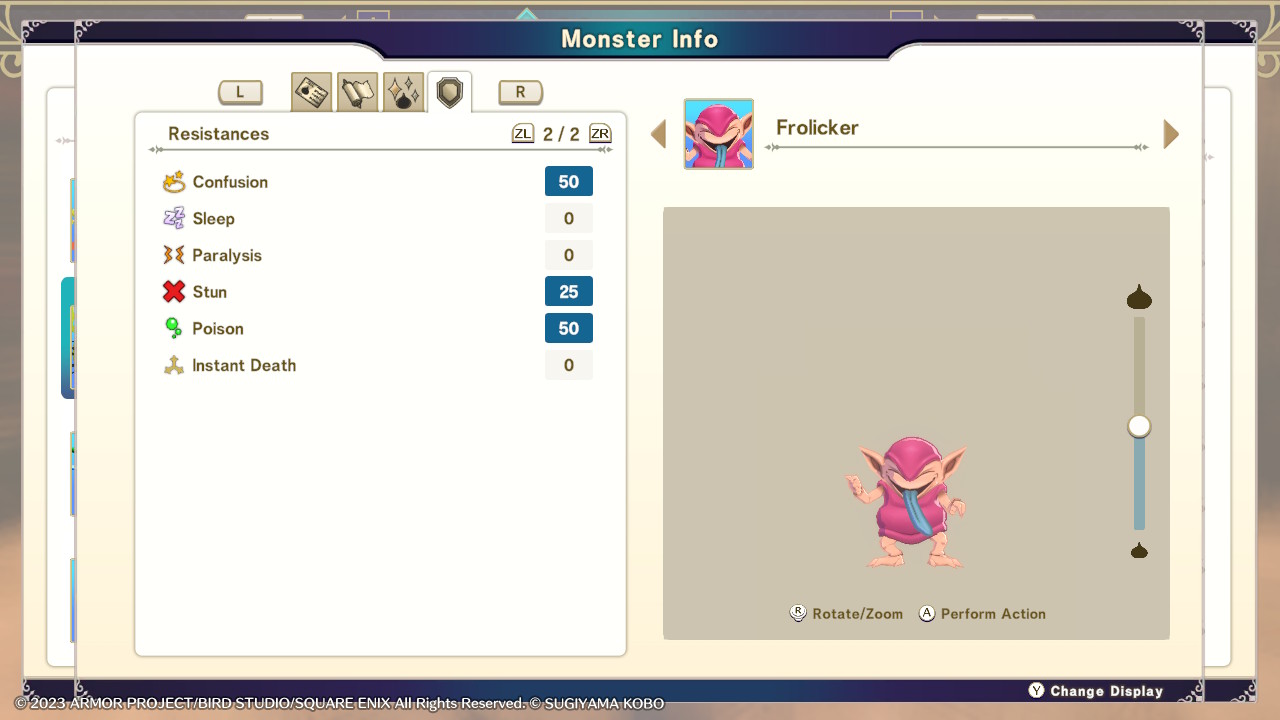 Monster Info
L
R
Resistances
ZL 2 / 2 ZR
Confusion 50
Sleep 0
Paralysis 0
Stun 25
Poison 50
Instant Death 0
Frolicker
R Rotate/Zoom A Perform Action
Y Change Display
© 2023 ARMOR PROJECT/BIRD STUDIO/SQUARE ENIX All Rights Reserved. © SUGIYAMA KOBO